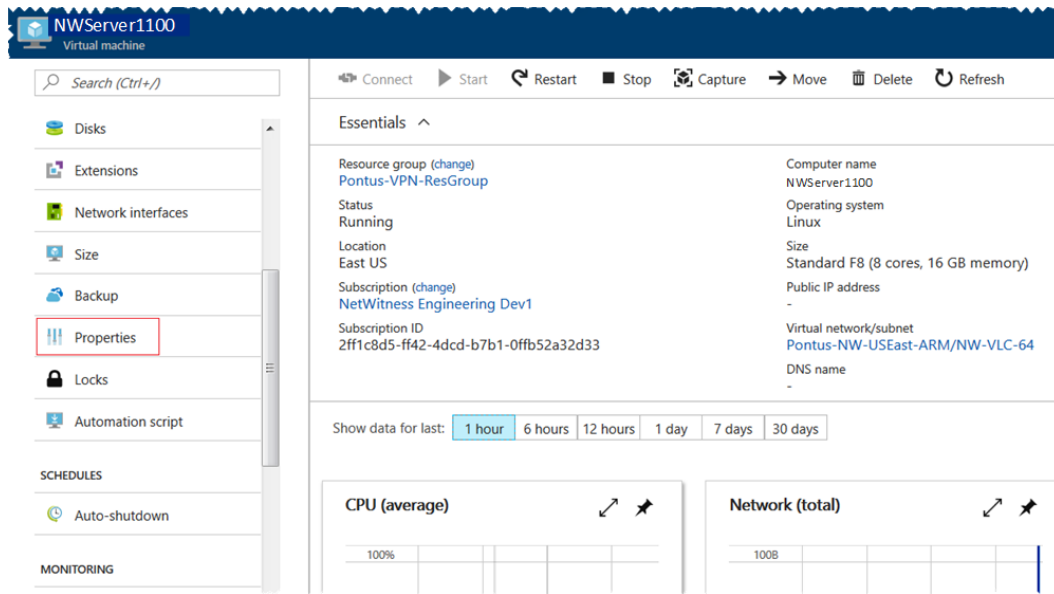 NWServer1100
Virtual machine
Search (Ctrl+/)
Disks
Extensions
Network interfaces
Size
Backup
Properties
Locks
Automation script
SCHEDULES
Auto-shutdown
MONITORING
Connect Start Restart Stop Capture Move Delete Refresh
Essentials
Resource group (change)
Pontus-VPN-ResGroup
Status
Running
Location
East US
Subscription (change)
NetWitness Engineering Dev1
Subscription ID
2ff1c8d5-ff42-4dcd-b7b1-0ffb52a32d33
Computer name
NWServer1100
Operating system
Linux
Size
Standard F8 (8 cores, 16 GB memory)
Public IP address
-
Virtual network/subnet
Pontus-NW-USEast-ARM/NW-VLC-64
DNS name
-
Show data for last: 1 hour 6 hours 12 hours 1 day 7 days 30 days
CPU (average)
100%
Network (total)
100B